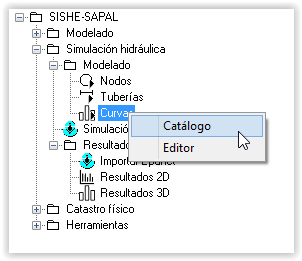 SISHE-SAPAL
Modelado
Simulación hidráulica
Modelado
Nodos
Tuberías
Curvas
Catálogo
Simulación
Editor
Resultado
Importar Epanet
Resultados 2D
Resultados 3D
Catastro físico
Herramientas